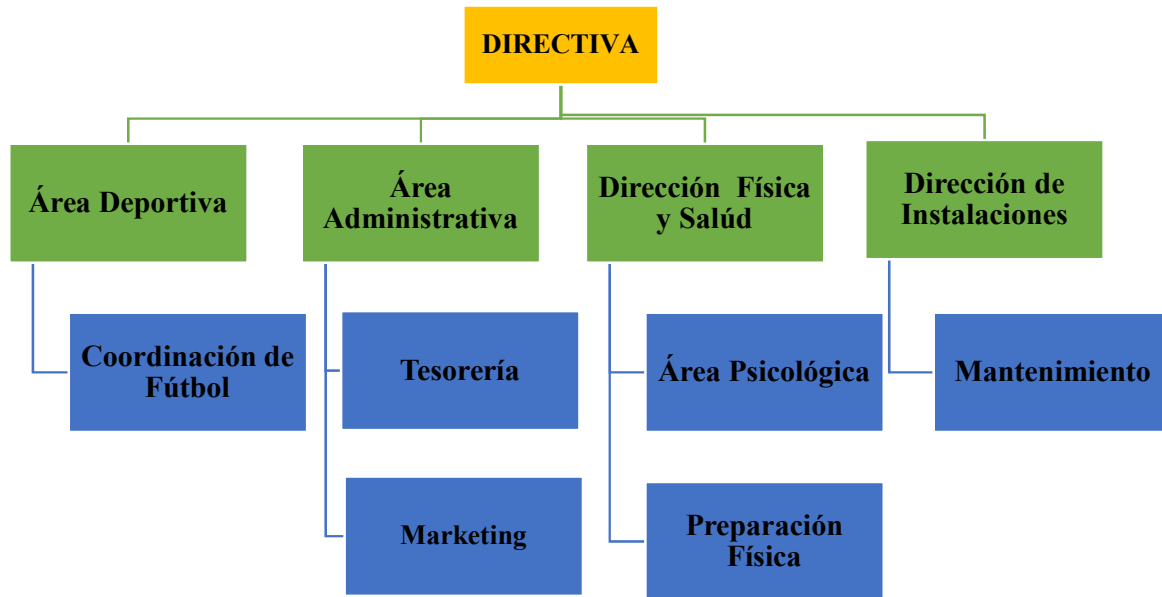 DIRECTIVA
Área Deportiva
Área
Administrativa
Dirección Física
y Salúd
Dirección de
Instalaciones
Coordinación de
Fútbol
Tesorería
Área Psicológica
Mantenimiento
Marketing
Preparación
Física